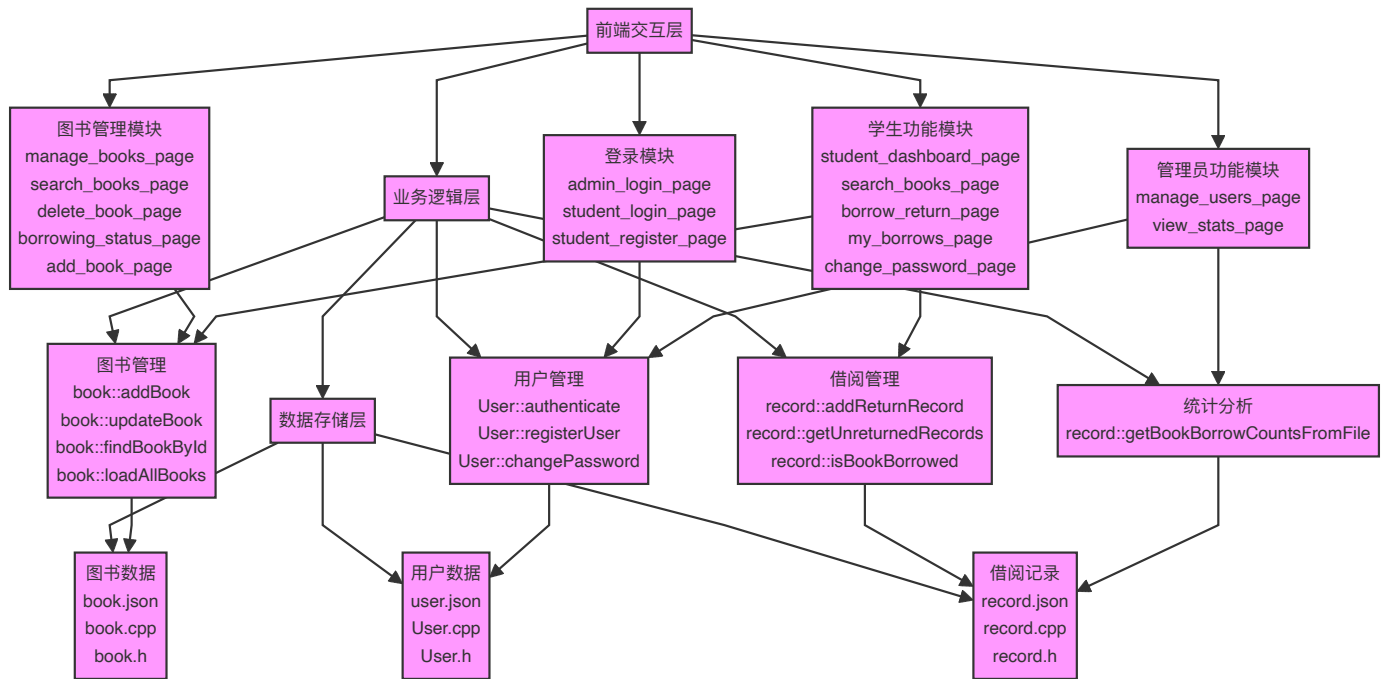 前端交互层
图书管理模块
manage_books_page
search_books_page
delete_book_page
borrowing_status_page
add_book_page
业务逻辑层
登录模块
admin_login_page
student_login_page
student_register_page
学生功能模块
student_dashboard_page
search_books_page
borrow_return_page
my_borrows_page
change_password_page
管理员功能模块
manage_users_page
view_stats_page
图书管理
book::addBook
book::updateBook
book::findBookById
book::loadAllBooks
数据存储层
用户管理
User::authenticate
User::registerUser
User::changePassword
借阅管理
record::addReturnRecord
record::getUnreturnedRecords
record::isBookBorrowed
统计分析
record::getBookBorrowCountsFromFile
图书数据
book.json
book.cpp
book.h
用户数据
user.json
User.cpp
User.h
借阅记录
record.json
record.cpp
record.h